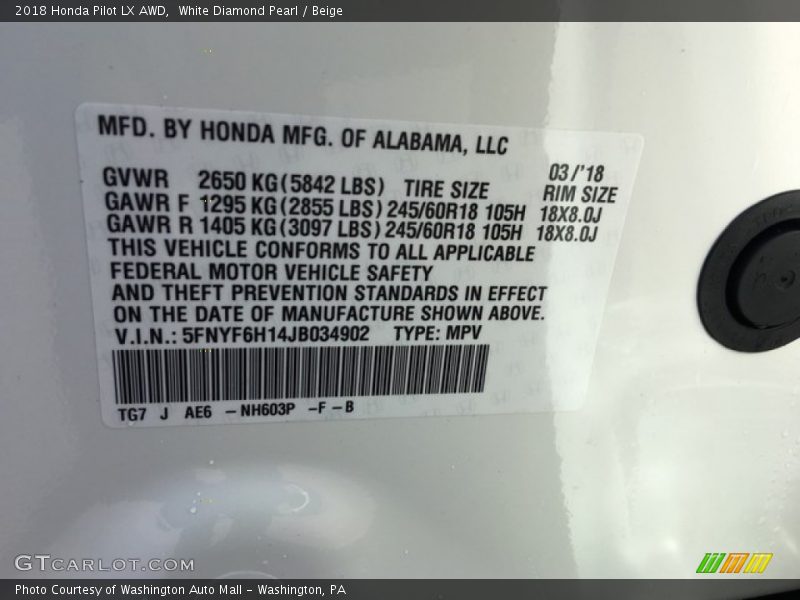 2018 Honda Pilot LX AWD,  White Diamond Pearl / Beige
MFD. BY HONDA MFG. OF ALABAMA, LLC
03/'18
GVWR 2650 KG(5842 LBS) TIRE SIZE RIM SIZE
GAWR F 1295 KG(2855 LBS) 245/60R18 105H 18X8.0J
GAWR R 1405 KG(3097 LBS) 245/60R18 105H 18X8.0J
THIS VEHICLE CONFORMS TO ALL APPLICABLE
FEDERAL MOTOR VEHICLE SAFETY
AND THEFT PREVENTION STANDARDS IN EFFECT
ON THE DATE OF MANUFACTURE SHOWN ABOVE.
V.I.N.: 5FNYF6H14JB034902 TYPE: MPV
TG7 J AE6 -NH603P -F-B
GTCARLOT.COM
Photo Courtesy of Washington Auto Mall - Washington, PA